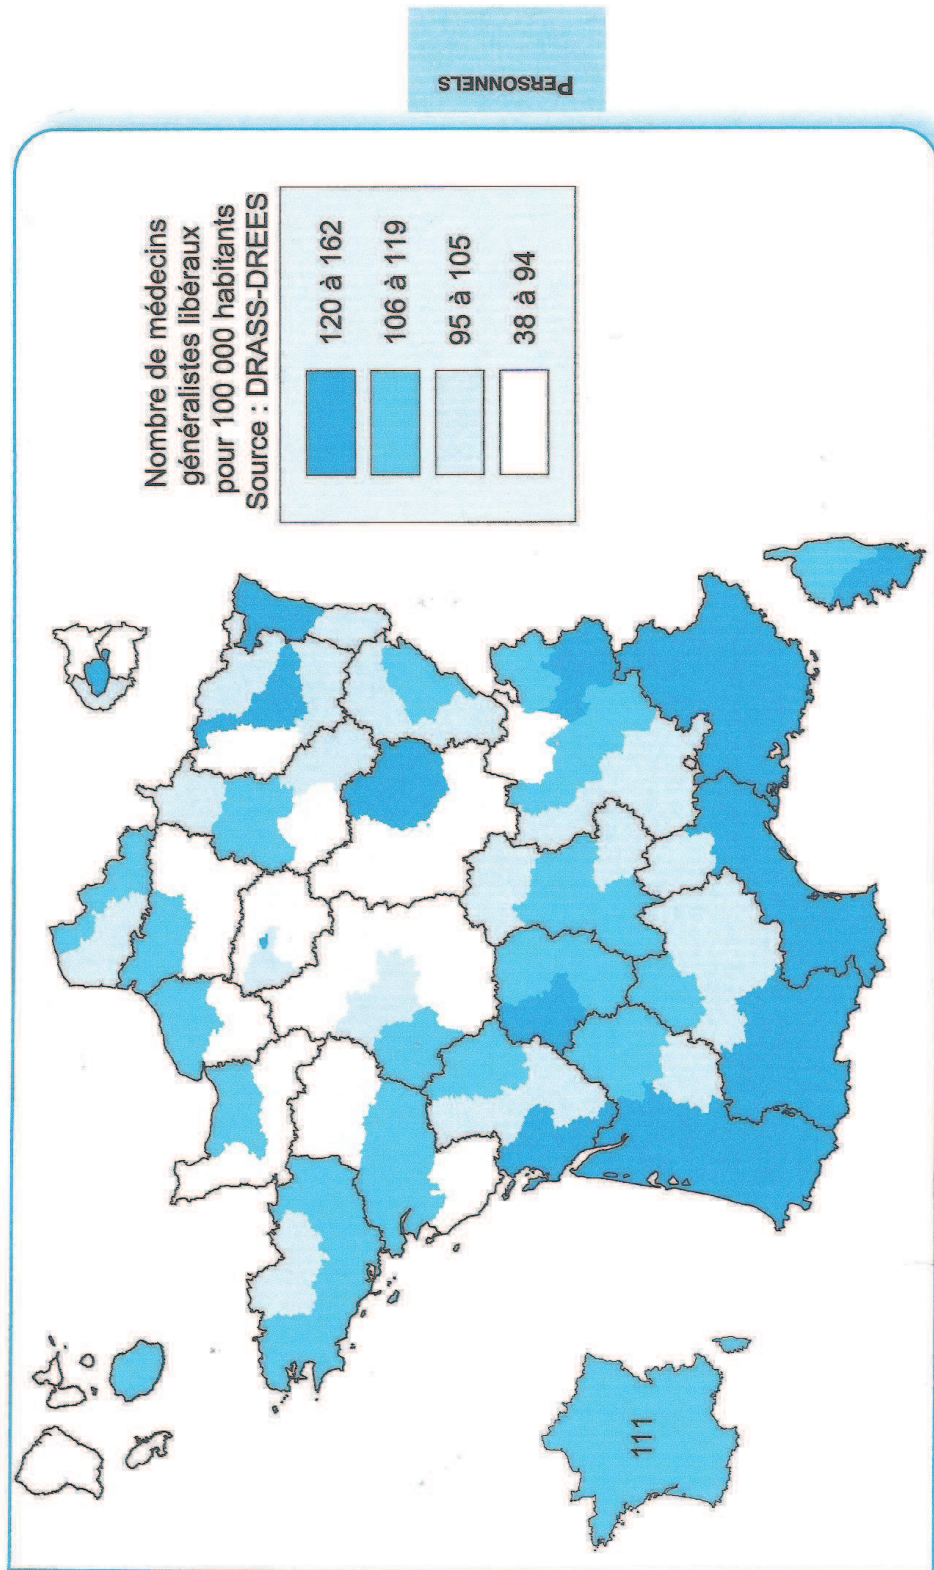 PERSONNELS
Nombre de médecins
généralistes libéraux
pour 100 000 habitants
Source : DRASS-DREES
120 à 162
106 à 119
95 à 105
38 à 94
111